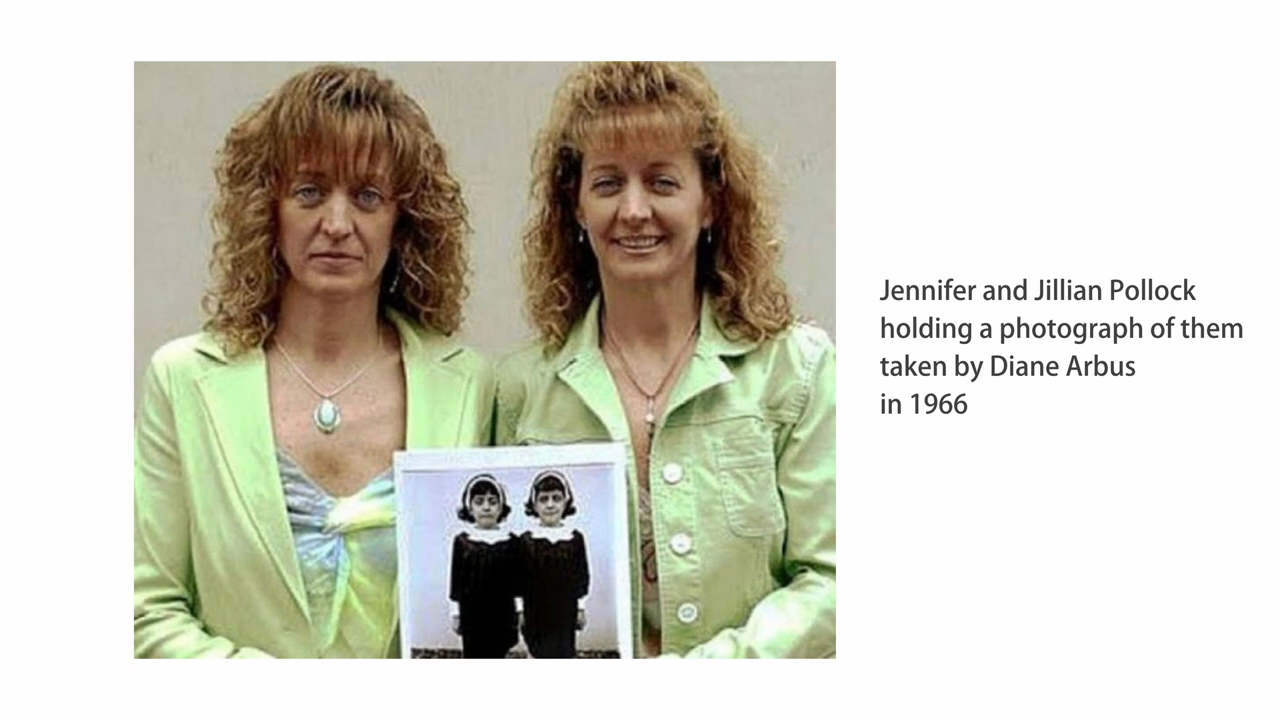 Jennifer and Jillian Pollock
holding a photograph of them
taken by Diane Arbus
in 1966